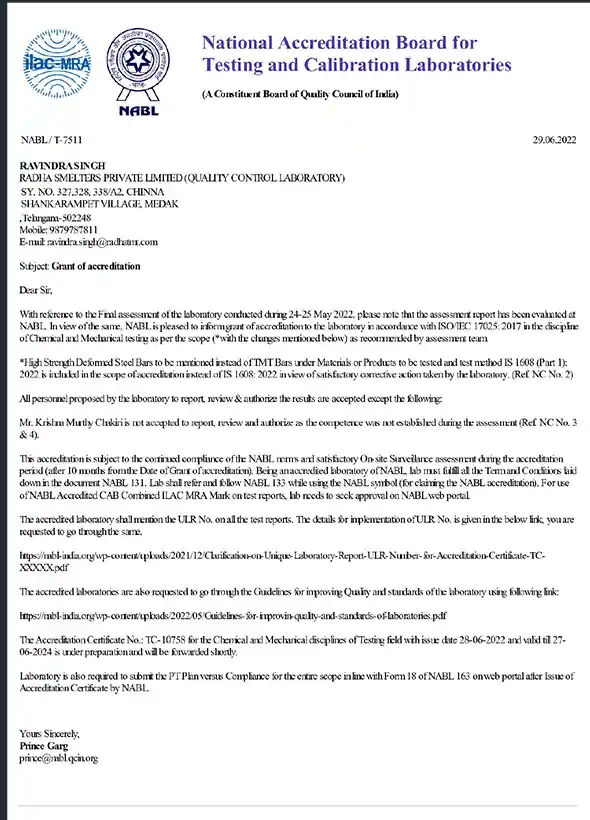 ilac-MRA
NABL
National Accreditation Board for
Testing and Calibration Laboratories
(A Constituent Board of Quality Council of India)
NABL / T-7511
29.06.2022
RAVINDRA SINGH
RADHA SMELTERS PRIVATE LIMITED (QUALITY CONTROL LABORATORY)
SY. NO. 327,328, 338/A2, CHINNA
SHANKARAMPET VILLAGE, MEDAK
,Telangana-502248
Mobile: 9879787811
E-mail: ravindra.singh@radhatmt.com
Subject: Grant of accreditation
Dear Sir,
With reference to the Final assessment of the laboratory conducted during 24-25 May 2022, please note that the assessment report has been evaluated at
NABL. In view of the same, NABL is pleased to inform grant of accreditation to the laboratory in accordance with ISO/IEC 17025: 2017 in the discipline
of Chemical and Mechanical testing as per the scope (*with the changes mentioned below) as recommended by assessment team.
*High Strength Deformed Steel Bars to be mentioned instead of TMT Bars under Materials or Products to be tested and test method IS 1608 (Part 1):
2022 is included in the scope of accreditation instead of IS 1608: 2022 in view of satisfactory corrective action taken by the laboratory. (Ref. NC No. 2)
All personnel proposed by the laboratory to report, review & authorize the results are accepted except the following:
Mr. Krishna Murthy Chakiri is not accepted to report, review and authorize as the competence was not established during the assessment (Ref. NC No. 3
& 4).
This accreditation is subject to the continued compliance of the NABL norms and satisfactory On-site Surveillance assessment during the accreditation
period (after 10 months from the Date of Grant of accreditation). Being an accredited laboratory of NABL, lab must fulfill all the Term and Conditions laid
down in the document NABL 131. Lab shall refer and follow NABL 133 while using the NABL symbol (for claiming the NABL accreditation). For use
of NABL Accredited CAB Combined ILAC MRA Mark on test reports, lab needs to seek approval on NABL web portal.
The accredited laboratory shall mention the ULR No. on all the test reports. The details for implementation of ULR No. is given in the below link, you are
requested to go through the same.
https://nabl-india.org/wp-content/uploads/2021/12/Clarification-on-Unique-Laboratory-Report-ULR-Number-for-Accreditation-Certificate-TC-
XXXXX.pdf
The accredited laboratories are also requested to go through the Guidelines for improving Quality and standards of the laboratory using following link:
https://nabl-india.org/wp-content/uploads/2022/05/Guidelines-for-improvin-quality-and-standards-of-laboratories.pdf
The Accreditation Certificate No.: TC-10758 for the Chemical and Mechanical disciplines of Testing field with issue date 28-06-2022 and valid till 27-
06-2024 is under preparation and will be forwarded shortly.
Laboratory is also required to submit the PT Plan versus Compliance for the entire scope in line with Form 18 of NABL 163 on web portal after Issue of
Accreditation Certificate by NABL.
Yours Sincerely,
Prince Garg
prince@nabl.qcin.org